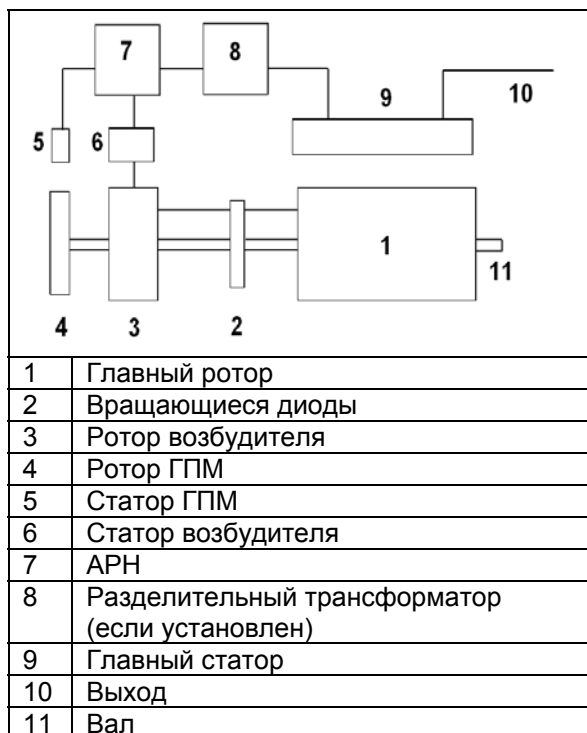 7 8
9 10
5 6
1
11
4 3 2
1 Главный ротор
2 Вращающиеся диоды
3 Ротор возбудителя
4 Ротор ГПМ
5 Статор ГПМ
6 Статор возбудителя
7 АРН
8 Разделительный трансформатор
(если установлен)
9 Главный статор
10 Выход
11 Вал